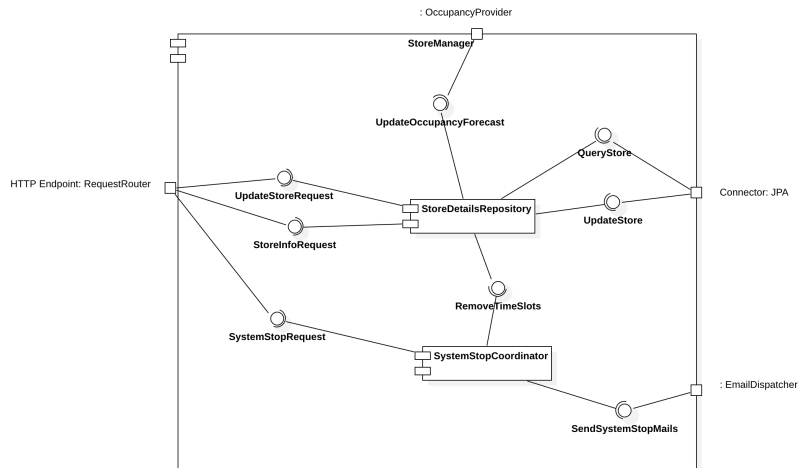 : OccupancyProvider
StoreManager
UpdateOccupancyForecast
QueryStore
HTTP Endpoint: RequestRouter
UpdateStoreRequest
Connector: JPA
StoreDetailsRepository
UpdateStore
StoreInfoRequest
RemoveTimeSlots
SystemStopRequest
SystemStopCoordinator
: EmailDispatcher
SendSystemStopMails